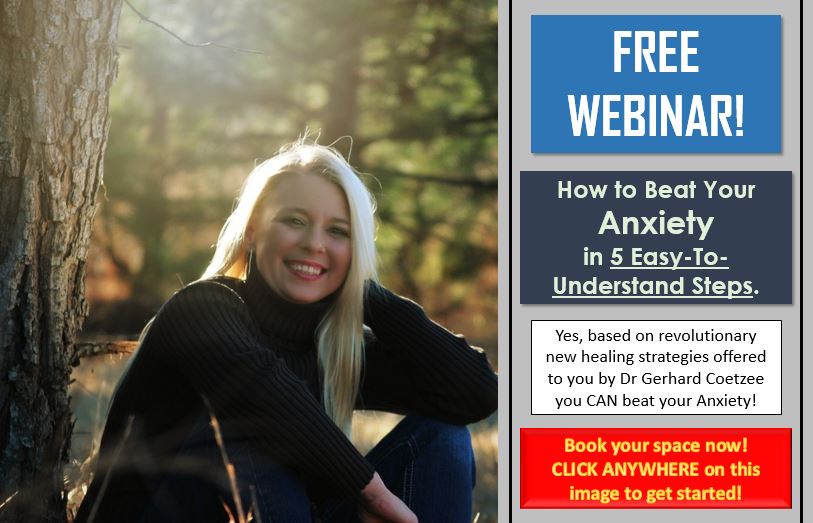 FREE
WEBINAR!
How to Beat Your
Anxiety
in 5 Easy-To-
Understand Steps.
Yes, based on revolutionary
new healing strategies offered
to you by Dr Gerhard Coetzee
you CAN beat your Anxiety!
Book your space now!
CLICK ANYWHERE on this
image to get started!